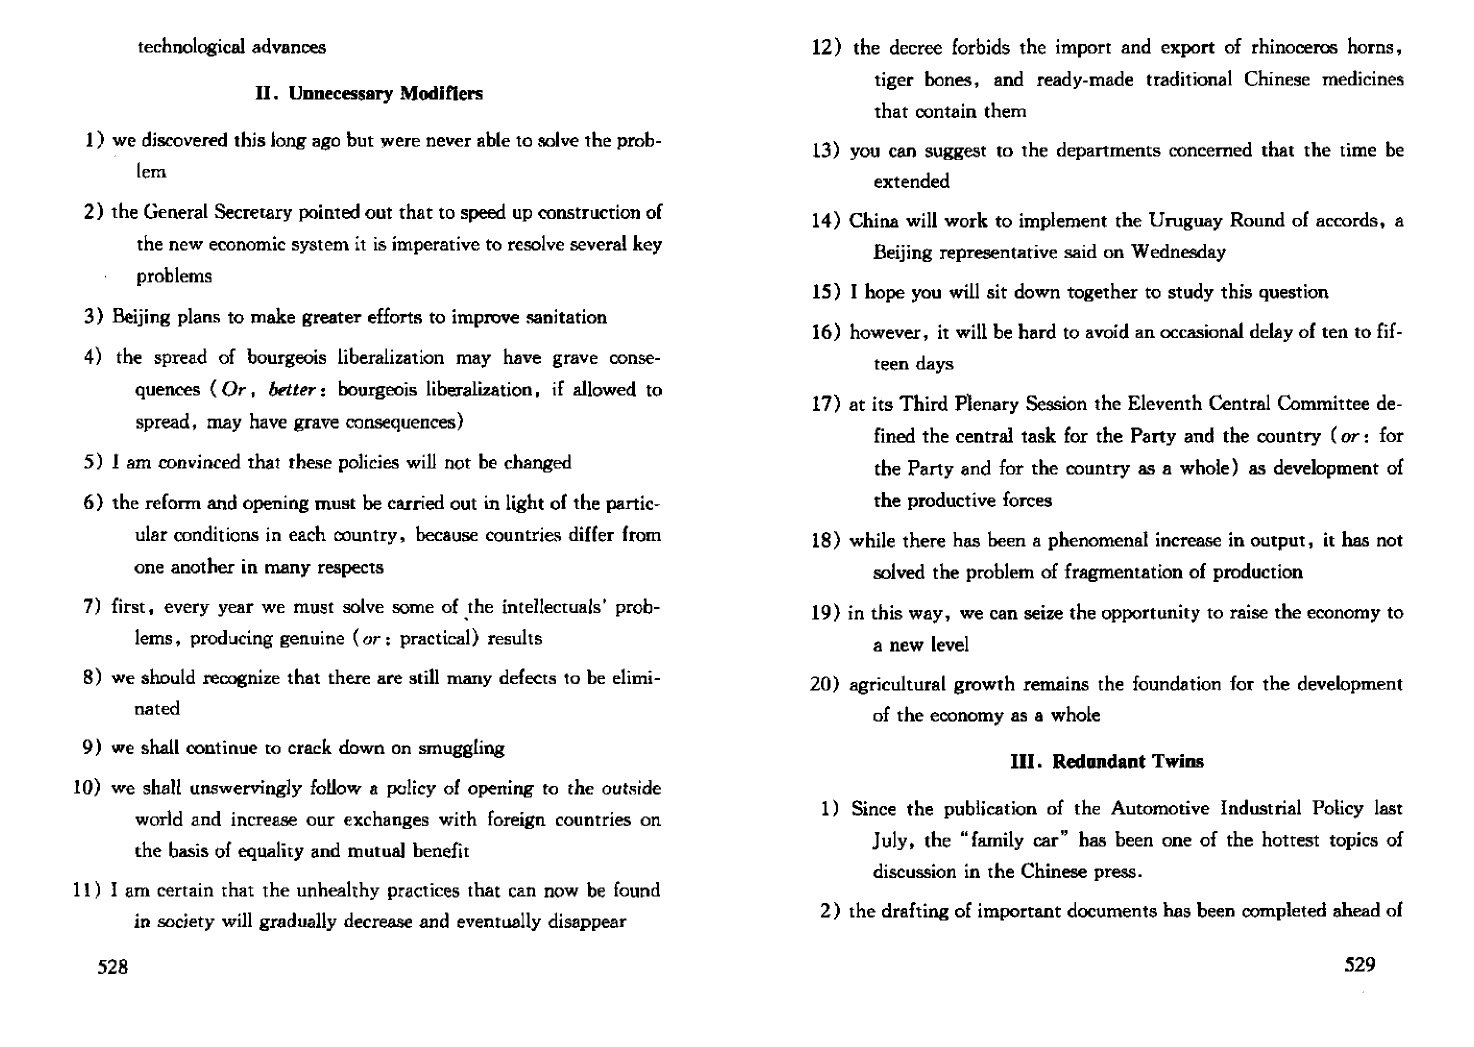 technological advances
II. Unnecessary Modifiers
1) we discovered this long ago but were never able to solve the prob-
lem
2) the General Secretary pointed out that to speed up construction of
the new economic system it is imperative to resolve several key
problems
3) Beijing plans to make greater efforts to improve sanitation
4) the spread of bourgeois liberalization may have grave conse-
quences (Or, better: bourgeois liberalization, if allowed to
spread, may have grave consequences)
5) I am convinced that these policies will not be changed
6) the reform and opening must be carried out in light of the partic-
ular conditions in each country, because countries differ from
one another in many respects
7) first, every year we must solve some of the intellectuals' prob-
lems, producing genuine (or: practical) results
8) we should recognize that there are still many defects to be elimi-
nated
9) we shall continue to crack down on smuggling
10) we shall unswervingly follow a policy of opening to the outside
world and increase our exchanges with foreign countries on
the basis of equality and mutual benefit
11) I am certain that the unhealthy practices that can now be found
in society will gradually decrease and eventually disappear
528
12) the decree forbids the import and export of rhinoceros horns,
tiger bones, and ready-made traditional Chinese medicines
that contain them
13) you can suggest to the departments concerned that the time be
extended
14) China will work to implement the Uruguay Round of accords, a
Beijing representative said on Wednesday
15) I hope you will sit down together to study this question
16) however, it will be hard to avoid an occasional delay of ten to fif-
teen days
17) at its Third Plenary Session the Eleventh Central Committee de-
fined the central task for the Party and the country (or: for
the Party and for the country as a whole) as development of
the productive forces
18) while there has been a phenomenal increase in output, it has not
solved the problem of fragmentation of production
19) in this way, we can seize the opportunity to raise the economy to
a new level
20) agricultural growth remains the foundation for the development
of the economy as a whole
III. Redundant Twins
1) Since the publication of the Automotive Industrial Policy last
July, the "family car" has been one of the hottest topics of
discussion in the Chinese press.
2) the drafting of important documents has been completed ahead of
529